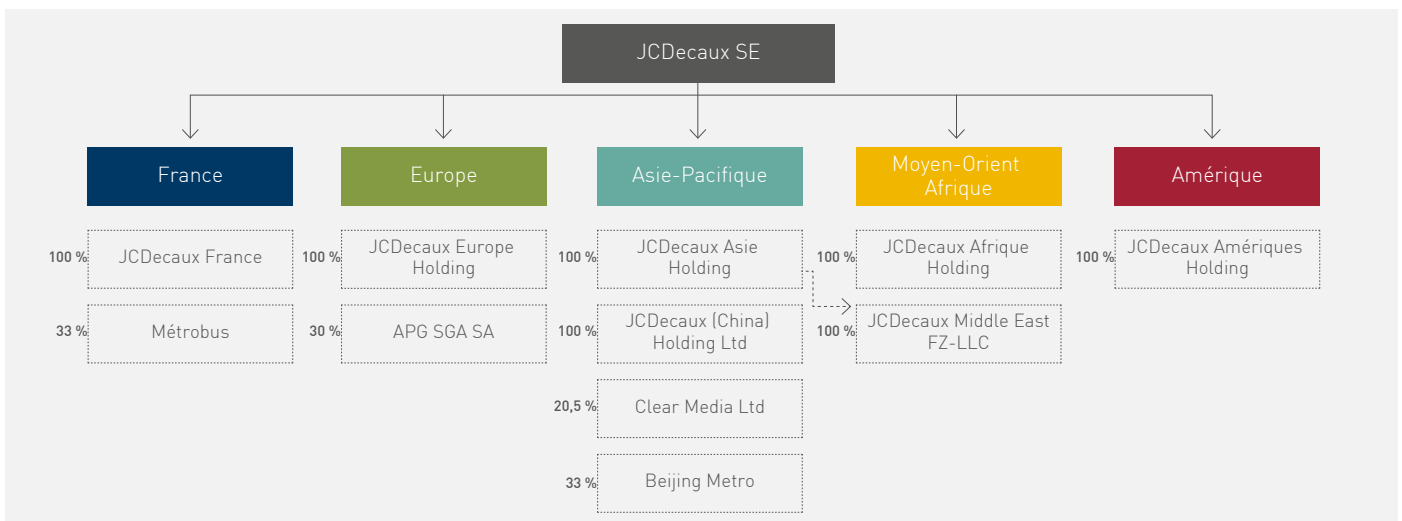 JCDecaux SE
France
Europe
Asie-Pacifique
Moyen-Orient
Afrique
Amérique
100 %
JCDecaux France
33 %
Métrobus
100 %
JCDecaux Europe
Holding
30 %
APG SGA SA
100 %
JCDecaux Asie
Holding
100 %
JCDecaux (China)
Holding Ltd
20,5 %
Clear Media Ltd
33 %
Beijing Metro
100 %
JCDecaux Afrique
Holding
100 %
JCDecaux Middle East
FZ-LLC
100 %
JCDecaux Amériques
Holding